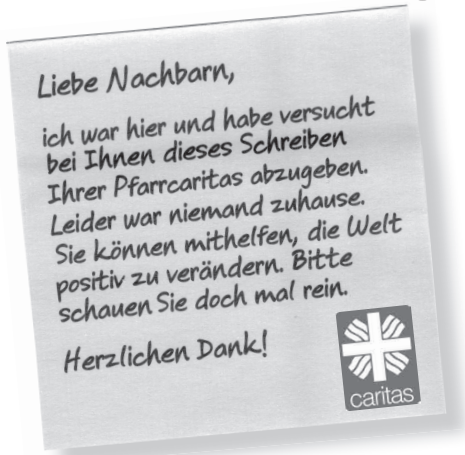 Liebe Nachbarn,
ich war hier und habe versucht
bei Ihnen dieses Schreiben
Ihrer Pfarrcaritas abzugeben.
Leider war niemand zuhause.
Sie können mithelfen, die Welt
positiv zu verändern. Bitte
schauen Sie doch mal rein.
Herzlichen Dank!
caritas